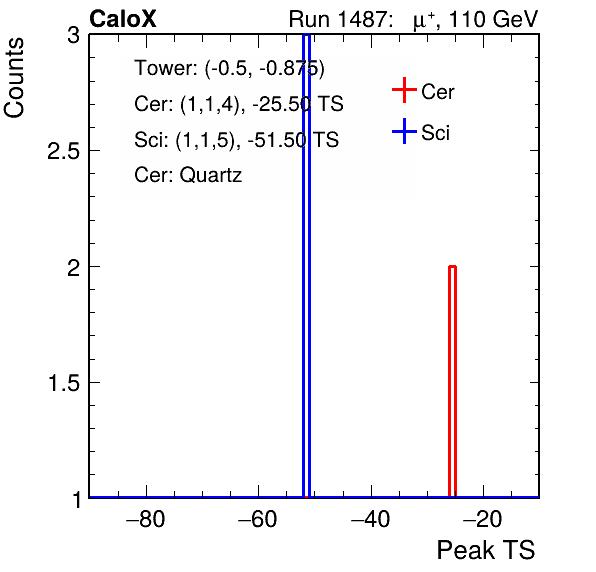 CaloX Run 1487: μ⁺, 110 GeV
Counts
3
2.5
2
1.5
1
Tower: (-0.5, -0.875)
Cer: (1,1,4), -25.50 TS
Sci: (1,1,5), -51.50 TS
Cer: Quartz
Cer
Sci
−80 −60 −40 −20
Peak TS